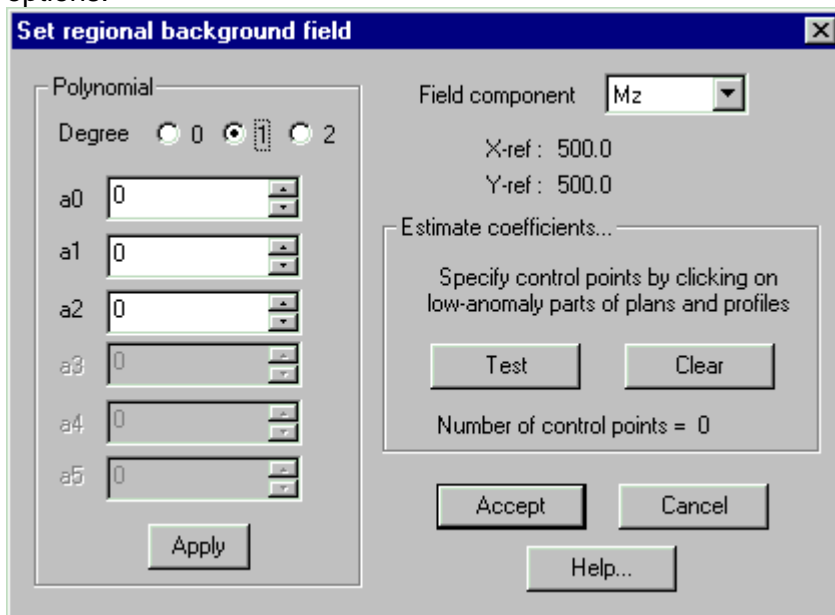 options.
Set regional background field
Polynomial
Degree 0 1 2
a0 0
a1 0
a2 0
a3 0
a4 0
a5 0
Apply
Field component Mz
X-ref : 500.0
Y-ref : 500.0
Estimate coefficients...
Specify control points by clicking on
low-anomaly parts of plans and profiles
Test Clear
Number of control points = 0
Accept Cancel
Help...